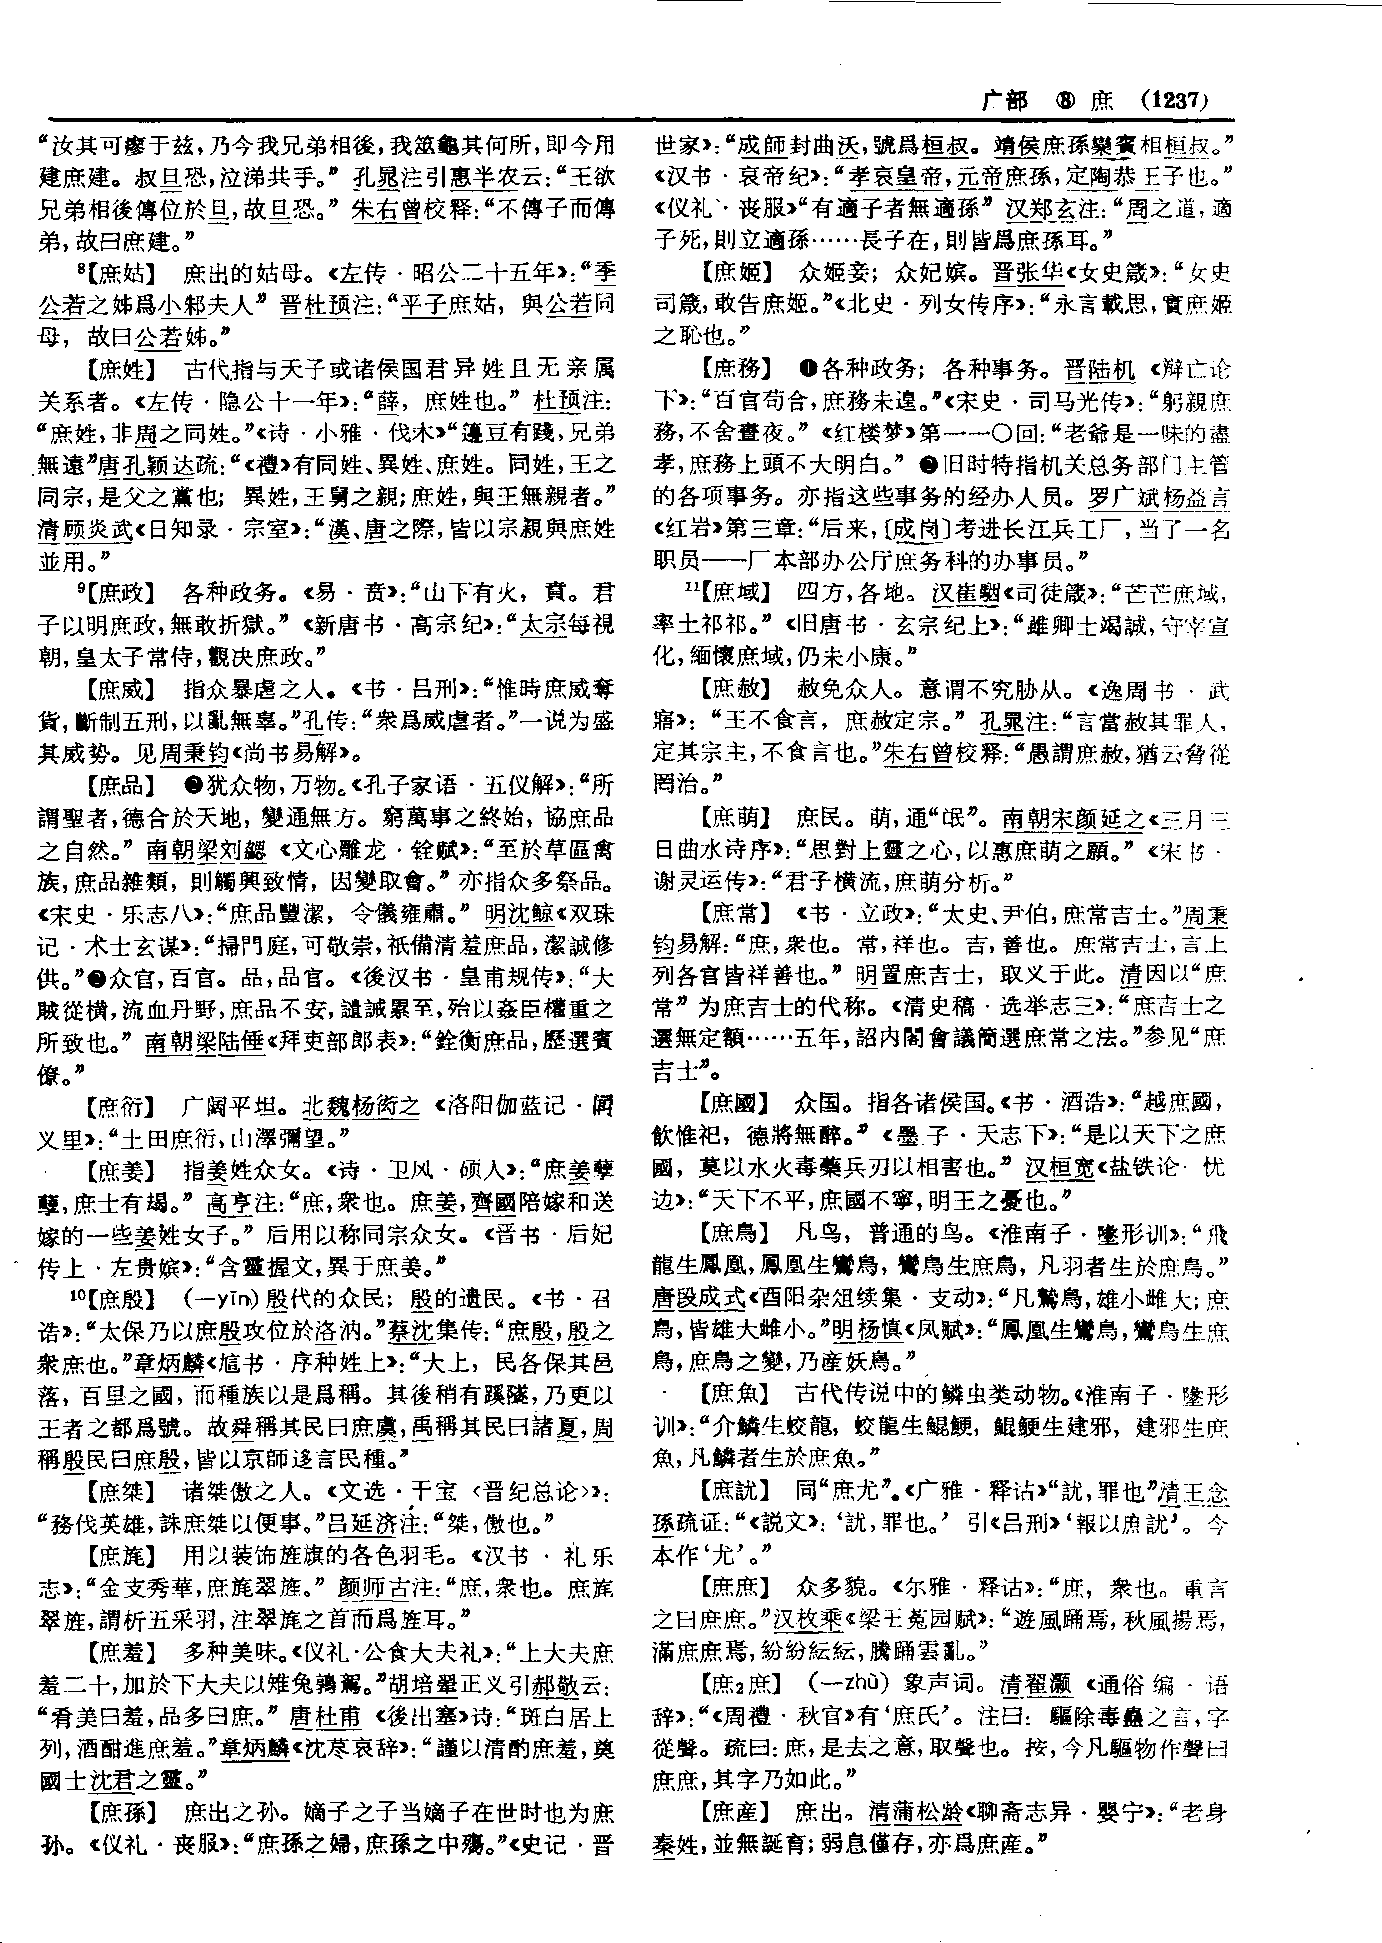 广部 ⑧ 庶 (1237)
“汝其可瘳于兹，乃今我兄弟相後，我筮龜其何所，即今用
建庶建。叔旦恐，泣涕共手。” 孔晁注引惠半农云：“王欲
兄弟相後傳位於旦，故旦恐。” 朱右曾校释：“不傳子而傳
弟，故曰庶建。”
⁸【庶姑】 庶出的姑母。《左传·昭公二十五年》：“季
公若之姊爲小邾夫人” 晋杜预注：“平子庶姑，與公若同
母，故曰公若姊。”
【庶姓】 古代指与天子或诸侯国君异姓且无亲属
关系者。《左传·隐公十一年》：“薛，庶姓也。” 杜预注：
“庶姓，非周之同姓。”《诗·小雅·伐木》“籩豆有踐，兄弟
無遠”唐孔颖达疏：“《禮》有同姓、異姓、庶姓。同姓，王之
同宗，是父之黨也；異姓，王舅之親；庶姓，與王無親者。”
清顾炎武《日知录·宗室》：“漢、唐之際，皆以宗親與庶姓
並用。”
⁹【庶政】 各种政务。《易·贲》：“山下有火，賁。君
子以明庶政，無敢折獄。”《新唐书·高宗纪》：“太宗每視
朝，皇太子常侍，觀决庶政。”
【庶威】 指众暴虐之人。《书·吕刑》：“惟時庶威奪
貨，斷制五刑，以亂無辜。”孔传：“衆爲威虐者。”一说为盛
其威势。见周秉钧《尚书易解》。
【庶品】 ❶犹众物，万物。《孔子家语·五仪解》：“所
謂聖者，德合於天地，變通無方。窮萬事之終始，協庶品
之自然。” 南朝梁刘勰《文心雕龙·诠赋》：“至於草區禽
族，庶品雜類，則觸興致情，因變取會。”亦指众多祭品。
《宋史·乐志八》：“庶品豐潔，令儀雍肅。” 明沈鲸《双珠
记·术士玄谋》：“掃門庭，可敬崇，祇備清羞庶品，潔誠修
供。”❷众官，百官。品，品官。《後汉书·皇甫规传》：“大
賊從横，流血丹野，庶品不安，譴誡累至，殆以姦臣權重之
所致也。” 南朝梁陆倕《拜吏部郎表》：“銓衡庶品，歷選賓
僚。”
【庶衍】 广阔平坦。北魏杨衒之《洛阳伽蓝记·闻
义里》：“土田庶衍，山澤彌望。”
【庶姜】 指姜姓众女。《诗·卫风·硕人》：“庶姜孽
孽，庶士有朅。” 高亨注：“庶，衆也。庶姜，齊國陪嫁和送
嫁的一些姜姓女子。” 后用以称同宗众女。《晋书·后妃
传上·左贵嫔》：“含靈握文，異于庶姜。”
¹⁰【庶殷】 (—yīn) 殷代的众民；殷的遗民。《书·召
诰》：“太保乃以庶殷攻位於洛汭。”蔡沈集传：“庶殷，殷之
衆庶也。”章炳麟《訄书·序种姓上》：“大上，民各保其邑
落，百里之國，而種族以是爲稱。其後稍有蹊隧，乃更以
王者之都爲號。故舜稱其民曰庶虞，禹稱其民曰諸夏，周
稱殷民曰庶殷，皆以京師迻言民種。”
【庶桀】 诸桀傲之人。《文选·干宝〈晋纪总论〉》：
“務伐英雄，誅庶桀以便事。”吕延济注：“桀，傲也。”
【庶旄】 用以装饰旌旗的各色羽毛。《汉书·礼乐
志》：“金支秀華，庶旄翠旌。” 颜师古注：“庶，衆也。庶旄
翠旌，謂析五采羽，注翠旄之首而爲旌耳。”
【庶羞】 多种美味。《仪礼·公食大夫礼》：“上大夫庶
羞二十，加於下大夫以雉兔鶉鴽。”胡培翬正义引郝敬云：
“肴美曰羞，品多曰庶。” 唐杜甫《後出塞》诗：“斑白居上
列，酒酣進庶羞。”章炳麟《沈荩哀辞》：“謹以清酌庶羞，奠
國士沈君之靈。”
【庶孫】 庶出之孙。嫡子之子当嫡子在世时也为庶
孙。《仪礼·丧服》：“庶孫之婦，庶孫之中殤。”《史记·晋
世家》：“成師封曲沃，號爲桓叔。靖侯庶孫欒賓相桓叔。”
《汉书·哀帝纪》：“孝哀皇帝，元帝庶孫，定陶恭王子也。”
《仪礼·丧服》“有適子者無適孫” 汉郑玄注：“周之道，適
子死，則立適孫……長子在，則皆爲庶孫耳。”
【庶姬】 众姬妾；众妃嫔。晋张华《女史箴》：“女史
司箴，敢告庶姬。”《北史·列女传序》：“永言載思，實庶姬
之恥也。”
【庶務】 ❶各种政务；各种事务。晋陆机《辩亡论
下》：“百官苟合，庶務未遑。”《宋史·司马光传》：“躬親庶
務，不舍晝夜。”《红楼梦》第一一〇回：“老爺是一味的盡
孝，庶務上頭不大明白。” ❷旧时特指机关总务部门主管
的各项事务。亦指这些事务的经办人员。罗广斌杨益言
《红岩》第三章：“后来，[成岗]考进长江兵工厂，当了一名
职员——厂本部办公厅庶务科的办事员。”
¹¹【庶域】 四方，各地。汉崔駰《司徒箴》：“芒芒庶域，
率土祁祁。”《旧唐书·玄宗纪上》：“雖卿士竭誠，守宰宣
化，緬懷庶域，仍未小康。”
【庶赦】 赦免众人。意谓不究胁从。《逸周书·武
寤》：“王不食言，庶赦定宗。” 孔晁注：“言當赦其罪人，
定其宗主，不食言也。”朱右曾校释：“愚謂庶赦，猶云脅從
罔治。”
【庶萌】 庶民。萌，通“氓”。南朝宋颜延之《三月三
日曲水诗序》：“思對上靈之心，以惠庶萌之願。”《宋书·
谢灵运传》：“君子横流，庶萌分析。”
【庶常】《书·立政》：“太史、尹伯，庶常吉士。”周秉
钧易解：“庶，衆也。常，祥也。吉，善也。庶常吉士，言上
列各官皆祥善也。” 明置庶吉士，取义于此。清因以“庶
常” 为庶吉士的代称。《清史稿·选举志三》：“庶吉士之
選無定額……五年，詔内閣會議簡選庶常之法。”参见“庶
吉士”。
【庶國】 众国。指各诸侯国。《书·酒诰》：“越庶國，
飲惟祀，德將無醉。”《墨子·天志下》：“是以天下之庶
國，莫以水火毒藥兵刃以相害也。” 汉桓宽《盐铁论·忧
边》：“天下不平，庶國不寧，明王之憂也。”
【庶鳥】 凡鸟，普通的鸟。《淮南子·墬形训》：“飛
龍生鳳凰，鳳凰生鸞鳥，鸞鳥生庶鳥，凡羽者生於庶鳥。”
唐段成式《酉阳杂俎续集·支动》：“凡鷙鳥，雄小雌大；庶
鳥，皆雄大雌小。”明杨慎《凤赋》：“鳳凰生鸞鳥，鸞鳥生庶
鳥，庶鳥之變，乃産妖鳥。”
【庶魚】 古代传说中的鳞虫类动物。《淮南子·墬形
训》：“介鱗生蛟龍，蛟龍生鯤鯁，鯤鯁生建邪，建邪生庶
魚，凡鱗者生於庶魚。”
【庶訧】 同“庶尤”。《广雅·释诂》“訧，罪也”清王念
孫疏证：“《説文》：‘訧，罪也。’ 引《吕刑》‘報以庶訧’。今
本作‘尤’。”
【庶庶】 众多貌。《尔雅·释诂》：“庶，衆也。重言
之曰庶庶。”汉枚乘《梁王菟园赋》：“遊風踊焉，秋風揚焉，
滿庶庶焉，紛紛紜紜，騰踊雲亂。”
【庶₂庶】 (—zhù) 象声词。清翟灏《通俗编·语
辞》：“《周禮·秋官》有‘庶氏’。注曰：驅除毒蠱之言，字
從聲。疏曰：庶，是去之意，取聲也。按，今凡驅物作聲曰
庶庶，其字乃如此。”
【庶産】 庶出。清蒲松龄《聊斋志异·婴宁》：“老身
秦姓，並無誕育；弱息僅存，亦爲庶産。”